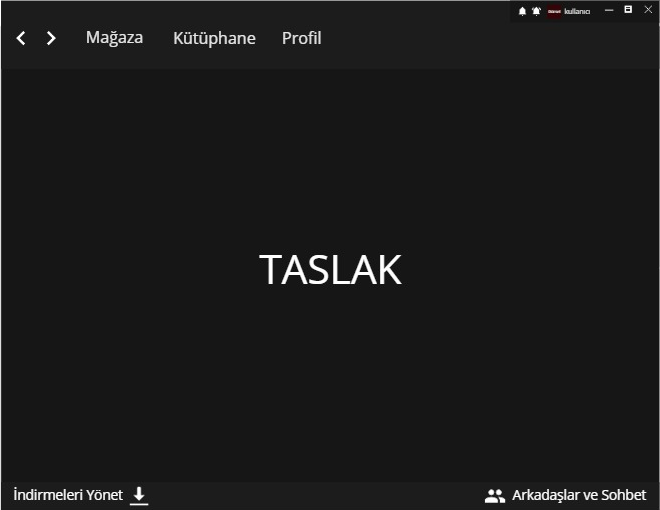 kullanıcı
Mağaza Kütüphane Profil
TASLAK
İndirmeleri Yönet
Arkadaşlar ve Sohbet